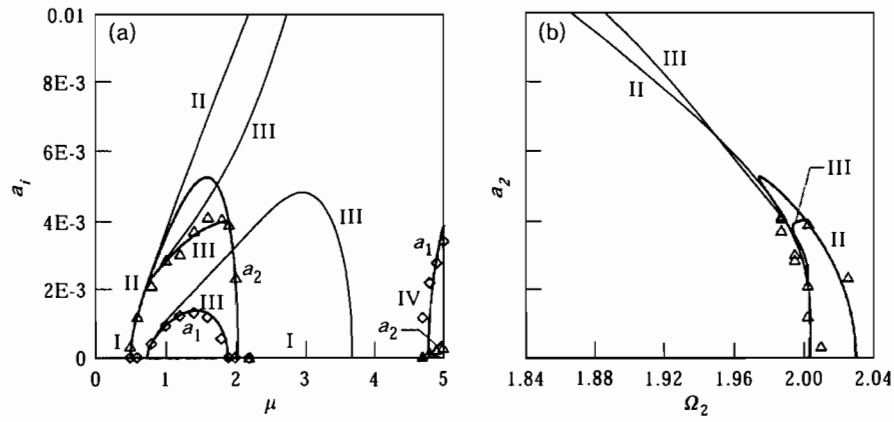 (a)
(b)
0.01
8E-3
6E-3
4E-3
2E-3
0
a_i
II
III
III
III
II
III
a_2
I
a_1
III
I
a_1
IV
a_2
0 1 2 3 4 5
μ
a_2
III
II
III
II
1.84 1.88 1.92 1.96 2.00 2.04
Ω_2